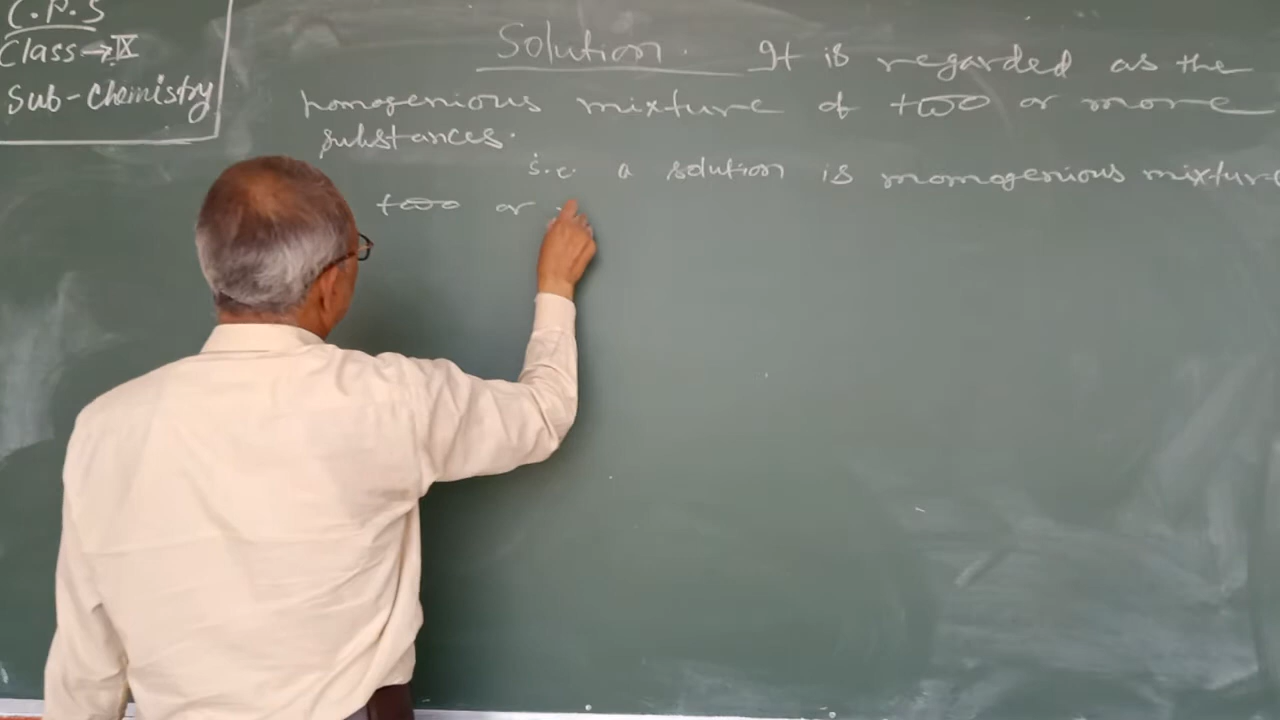 C.P.S
Class→IX
Sub-Chemistry
Solution. It is regarded as the
homogenious mixture of two or more
substances.
i.e. a solution is homogenious mixture
two or